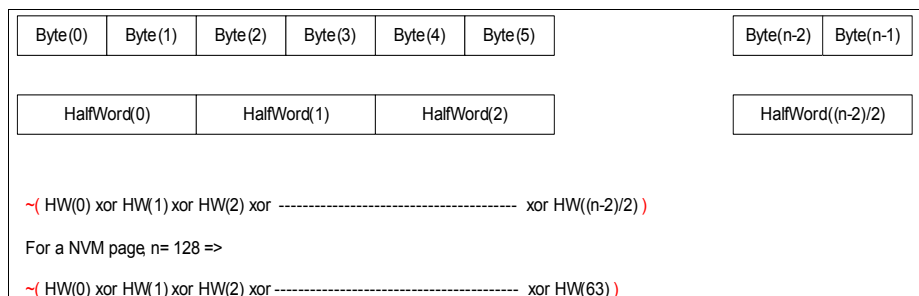 Byte(0) Byte(1) Byte(2) Byte(3) Byte(4) Byte(5) Byte(n-2) Byte(n-1)
HalfWord(0) HalfWord(1) HalfWord(2) HalfWord((n-2)/2)
~( HW(0) xor HW(1) xor HW(2) xor ---------------------------------------- xor HW((n-2)/2) )
For a NVM page, n= 128 =>
~( HW(0) xor HW(1) xor HW(2) xor ----------------------------------------- xor HW(63) )